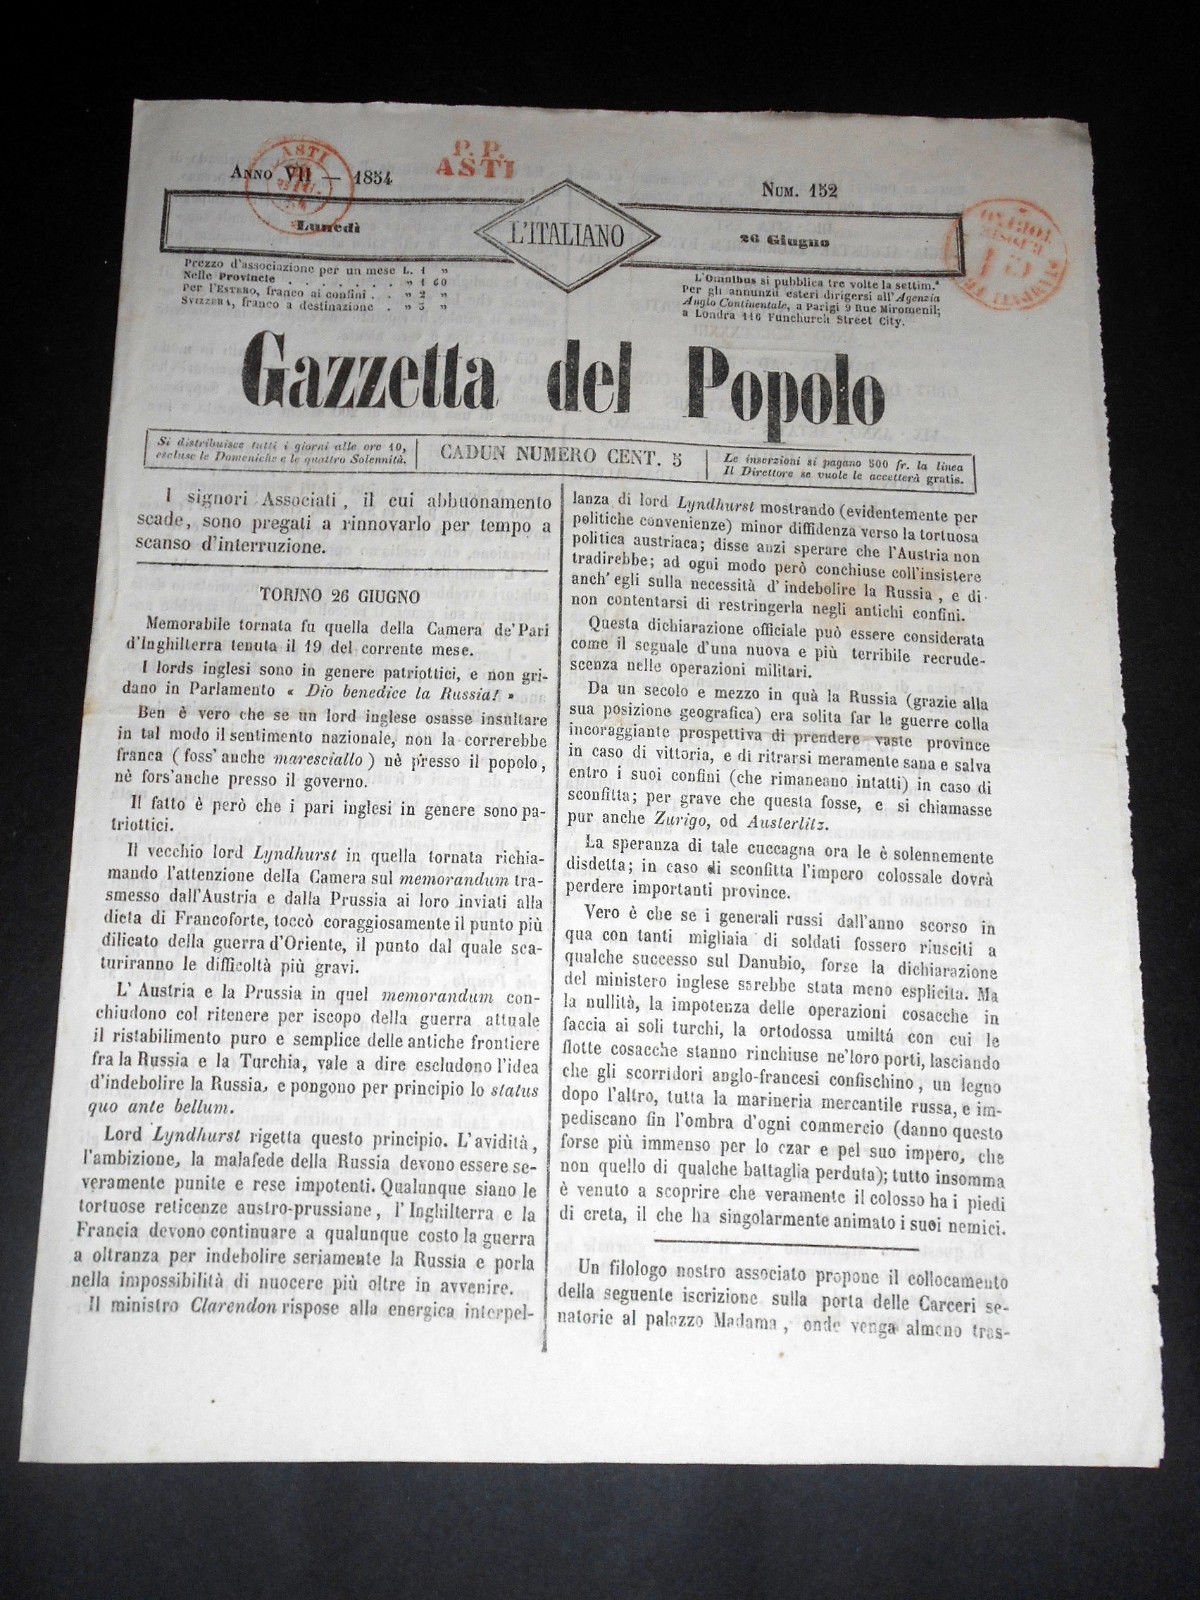 P. P.
ASTI
ASTI
ANNO VII — 1854
NUM. 152
Lunedì
L'ITALIANO
26 Giugno
Prezzo d'associazione per un mese L. 1 "
Nelle Provincie . . . . . . . " 1 60
Per l'ESTERO, franco ai confini . . " 2 "
SVIZZERA, franco a destinazione . " 3 "
L'Omnibus si pubblica tre volte la settim.ª
Per gli annunzii esteri dirigersi all'Agenzia
Anglo Continentale, a Parigi 9 Rue Miromenil;
a Londra 116 Funchurch Street City.
Gazzetta del Popolo
Si distribuisce tutti i giorni alle ore 10,
escluse le Domeniche e le quattro Solennità.
CADUN NUMERO CENT. 5
Le inserzioni si pagano 500 fr. la linea
Il Direttore se vuole le accetterà gratis.
I signori Associati, il cui abbuonamento
scade, sono pregati a rinnovarlo per tempo a
scanso d'interruzione.
TORINO 26 GIUGNO
Memorabile tornata fu quella della Camera de' Pari
d'Inghilterra tenuta il 19 del corrente mese.
I lords inglesi sono in genere patriottici, e non gri-
dano in Parlamento « Dio benedice la Russia! »
Ben è vero che se un lord inglese osasse insultare
in tal modo il sentimento nazionale, non la correrebbe
franca (foss'anche maresciallo) nè presso il popolo,
nè fors'anche presso il governo.
Il fatto è però che i pari inglesi in genere sono pa-
triottici.
Il vecchio lord Lyndhurst in quella tornata richia-
mando l'attenzione della Camera sul memorandum tra-
smesso dall'Austria e dalla Prussia ai loro inviati alla
dieta di Francoforte, toccò coraggiosamente il punto più
dilicato della guerra d'Oriente, il punto dal quale sca-
turiranno le difficoltà più gravi.
L'Austria e la Prussia in quel memorandum con-
chiudono col ritenere per iscopo della guerra attuale
il ristabilimento puro e semplice delle antiche frontiere
fra la Russia e la Turchia, vale a dire escludono l'idea
d'indebolire la Russia, e pongono per principio lo status
quo ante bellum.
Lord Lyndhurst rigetta questo principio. L'avidità,
l'ambizione, la malafede della Russia devono essere se-
veramente punite e rese impotenti. Qualunque siano le
tortuose reticenze austro-prussiane, l'Inghilterra e la
Francia devono continuare a qualunque costo la guerra
a oltranza per indebolire seriamente la Russia e porla
nella impossibilità di nuocere più oltre in avvenire.
Il ministro Clarendon rispose alla energica interpel-
lanza di lord Lyndhurst mostrando (evidentemente per
politiche convenienze) minor diffidenza verso la tortuosa
politica austriaca; disse anzi sperare che l'Austria non
tradirebbe; ad ogni modo però conchiuse coll'insistere
anch'egli sulla necessità d'indebolire la Russia, e di
non contentarsi di restringerla negli antichi confini.
Questa dichiarazione officiale può essere considerata
come il segnale d'una nuova e più terribile recrude-
scenza nelle operazioni militari.
Da un secolo e mezzo in quà la Russia (grazie alla
sua posizione geografica) era solita far le guerre colla
incoraggiante prospettiva di prendere vaste province
in caso di vittoria, e di ritrarsi meramente sana e salva
entro i suoi confini (che rimaneano intatti) in caso di
sconfitta; per grave che questa fosse, e si chiamasse
pur anche Zurigo, od Austerlitz.
La speranza di tale cuccagna ora le è solennemente
disdetta; in caso di sconfitta l'impero colossale dovrà
perdere importanti province.
Vero è che se i generali russi dall'anno scorso in
qua con tanti migliaia di soldati fossero riusciti a
qualche successo sul Danubio, forse la dichiarazione
del ministero inglese sarebbe stata meno esplicita. Ma
la nullità, la impotenza delle operazioni cosacche in
faccia ai soli turchi, la ortodossa umiltà con cui le
flotte cosacche stanno rinchiuse ne'loro porti, lasciando
che gli scorridori anglo-francesi confischino, un legno
dopo l'altro, tutta la marineria mercantile russa, e im-
pediscano fin l'ombra d'ogni commercio (danno questo
forse più immenso per lo czar e pel suo impero, che
non quello di qualche battaglia perduta); tutto insomma
è venuto a scoprire che veramente il colosso ha i piedi
di creta, il che ha singolarmente animato i suoi nemici.
Un filologo nostro associato propone il collocamento
della seguente iscrizione sulla porta delle Carceri se-
natorie al palazzo Madama, onde venga almeno tras-